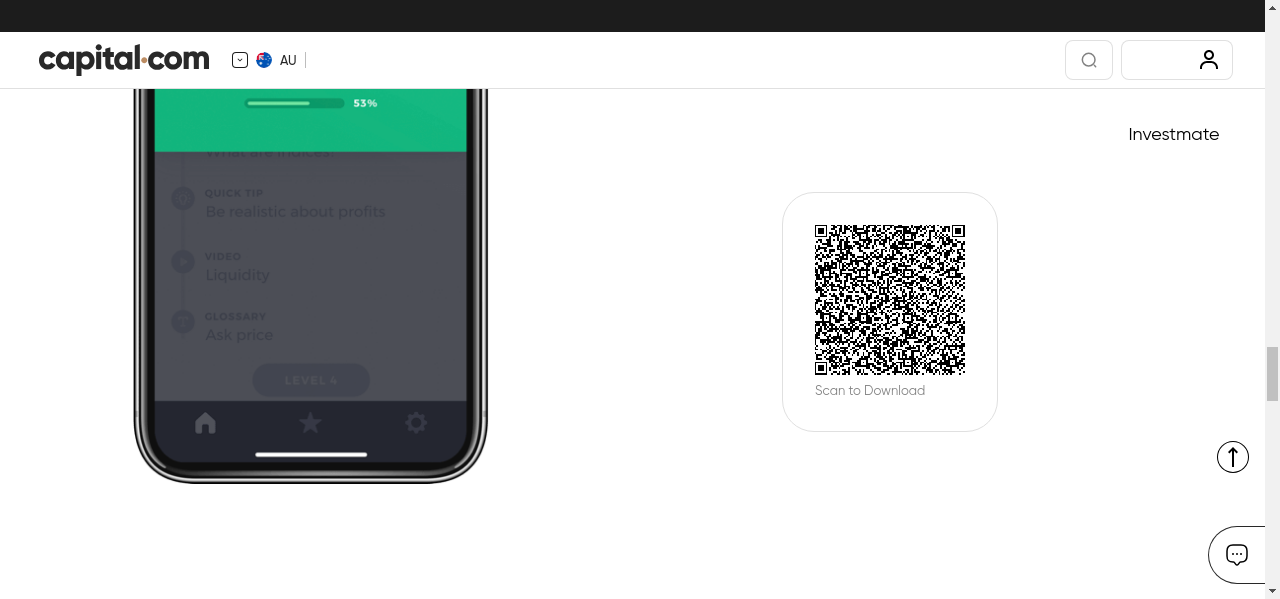 capital.com
AU
53%
What are indices?
QUICK TIP
Be realistic about profits
VIDEO
Liquidity
GLOSSARY
Ask price
LEVEL 4
Investmate
Scan to Download